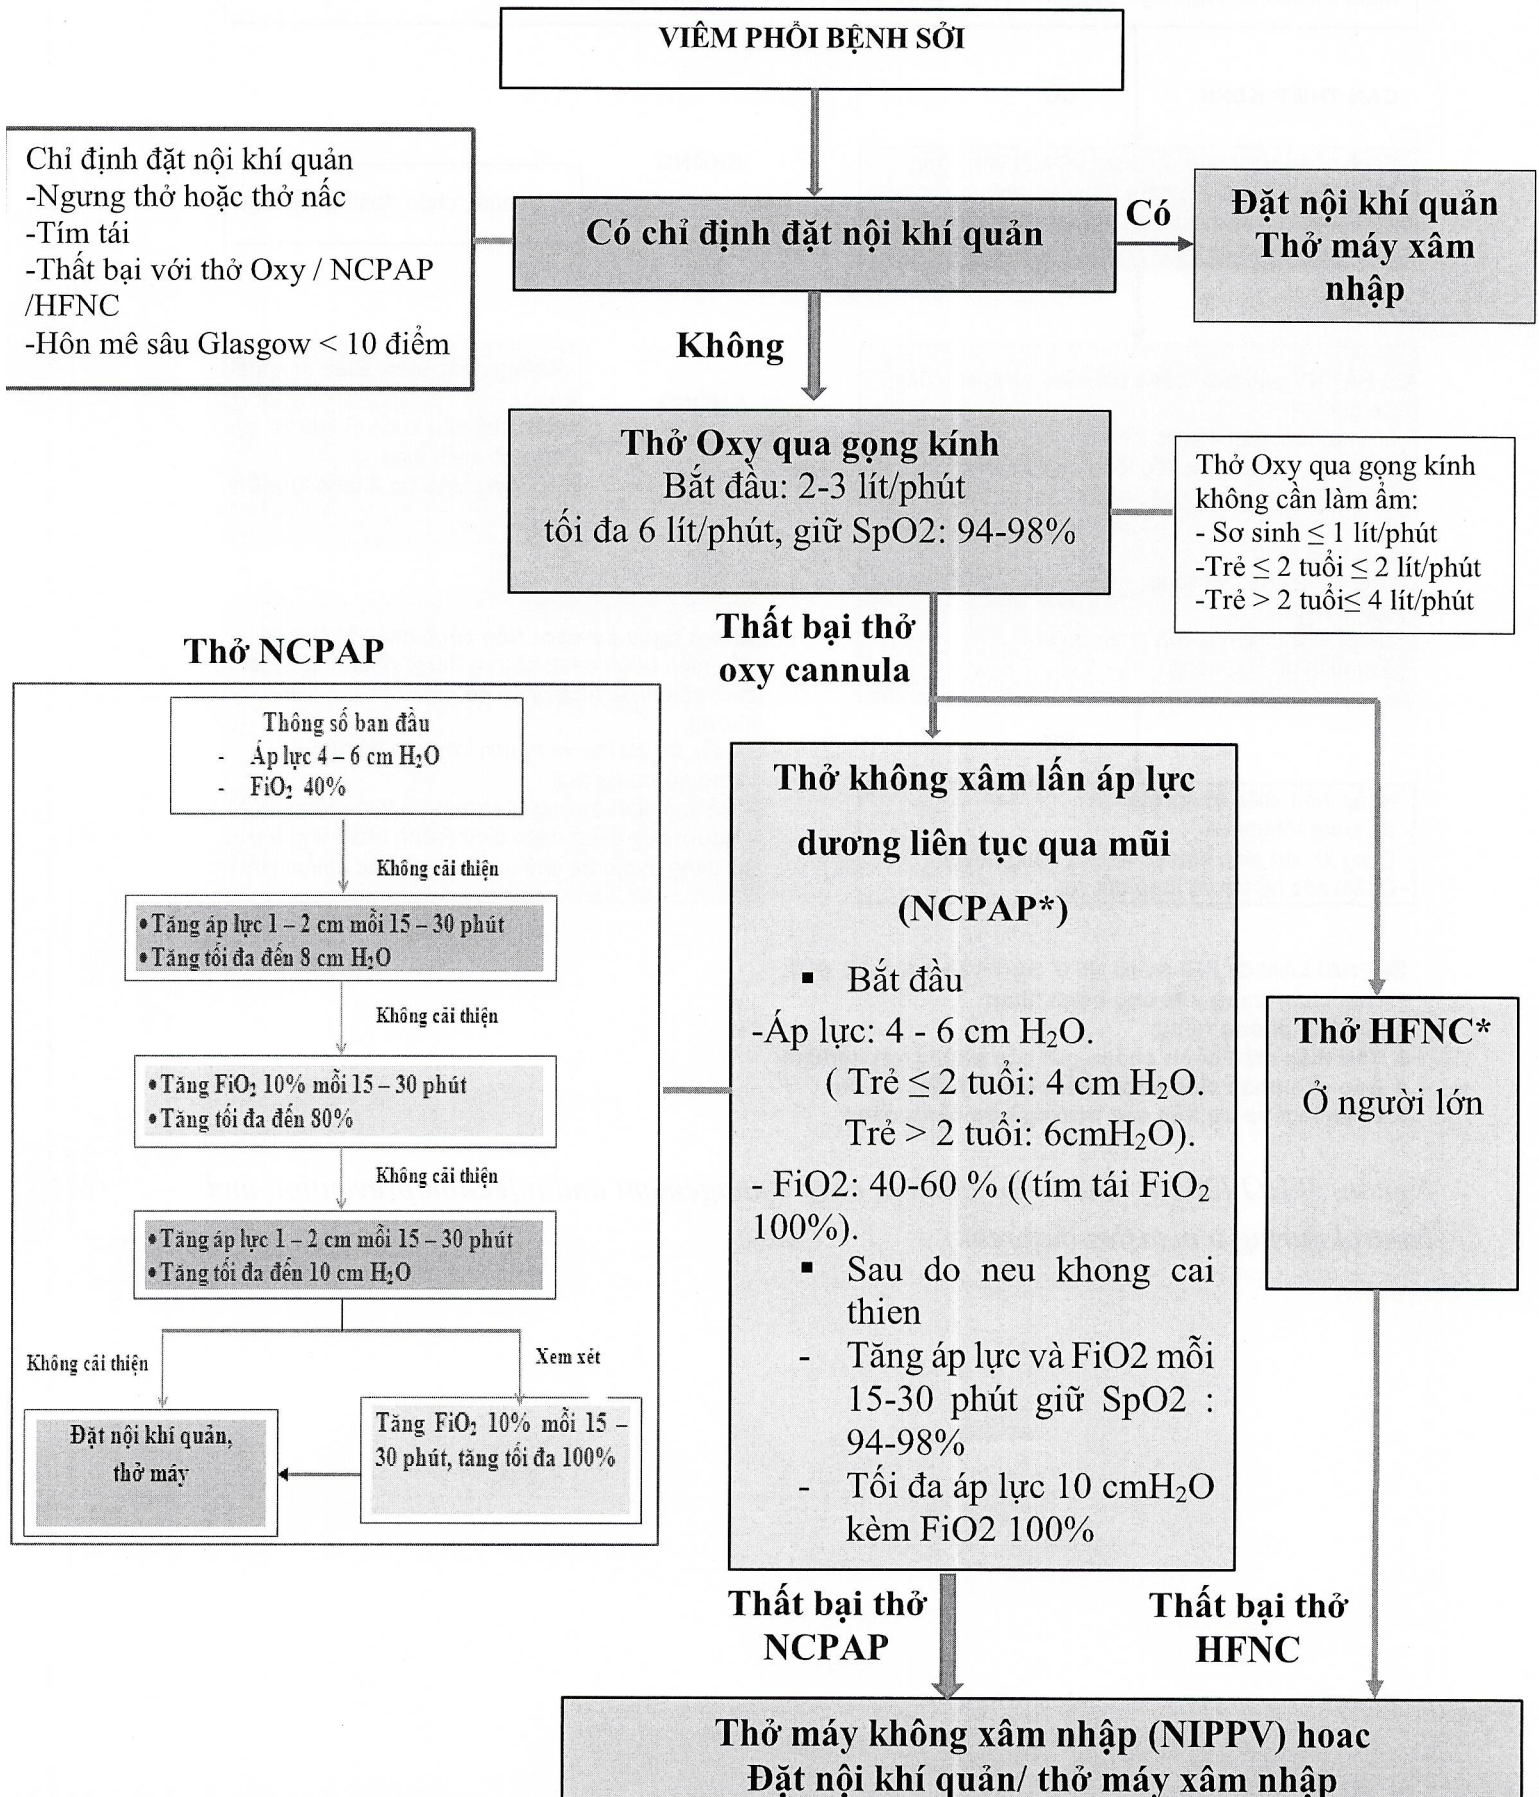 VIÊM PHỔI BỆNH SỞI
Chỉ định đặt nội khí quản
-Ngưng thở hoặc thở nấc
-Tím tái
-Thất bại với thở Oxy / NCPAP
/HFNC
-Hôn mê sâu Glasgow < 10 điểm
Có chỉ định đặt nội khí quản
Có
Đặt nội khí quản
Thở máy xâm
nhập
Không
Thở Oxy qua gọng kính
Bắt đầu: 2-3 lít/phút
tối đa 6 lít/phút, giữ SpO2: 94-98%
Thở Oxy qua gọng kính
không cần làm ẩm:
- Sơ sinh ≤ 1 lít/phút
-Trẻ ≤ 2 tuổi ≤ 2 lít/phút
-Trẻ > 2 tuổi≤ 4 lít/phút
Thất bại thở
oxy cannula
Thở NCPAP
Thông số ban đầu
- Áp lực 4 – 6 cm H₂O
- FiO₂ 40%
Không cải thiện
• Tăng áp lực 1 – 2 cm mỗi 15 – 30 phút
• Tăng tối đa đến 8 cm H₂O
Không cải thiện
• Tăng FiO₂ 10% mỗi 15 – 30 phút
• Tăng tối đa đến 80%
Không cải thiện
• Tăng áp lực 1 – 2 cm mỗi 15 – 30 phút
• Tăng tối đa đến 10 cm H₂O
Không cải thiện
Xem xét
Đặt nội khí quản,
thở máy
Tăng FiO₂ 10% mỗi 15 –
30 phút, tăng tối đa 100%
Thở không xâm lấn áp lực
dương liên tục qua mũi
(NCPAP*)
▪ Bắt đầu
-Áp lực: 4 - 6 cm H₂O.
( Trẻ ≤ 2 tuổi: 4 cm H₂O.
Trẻ > 2 tuổi: 6cmH₂O).
- FiO2: 40-60 % ((tím tái FiO₂
100%).
▪ Sau do neu khong cai
thien
- Tăng áp lực và FiO2 mỗi
15-30 phút giữ SpO2 :
94-98%
- Tối đa áp lực 10 cmH₂O
kèm FiO2 100%
Thở HFNC*
Ở người lớn
Thất bại thở
NCPAP
Thất bại thở
HFNC
Thở máy không xâm nhập (NIPPV) hoac
Đặt nội khí quản/ thở máy xâm nhập